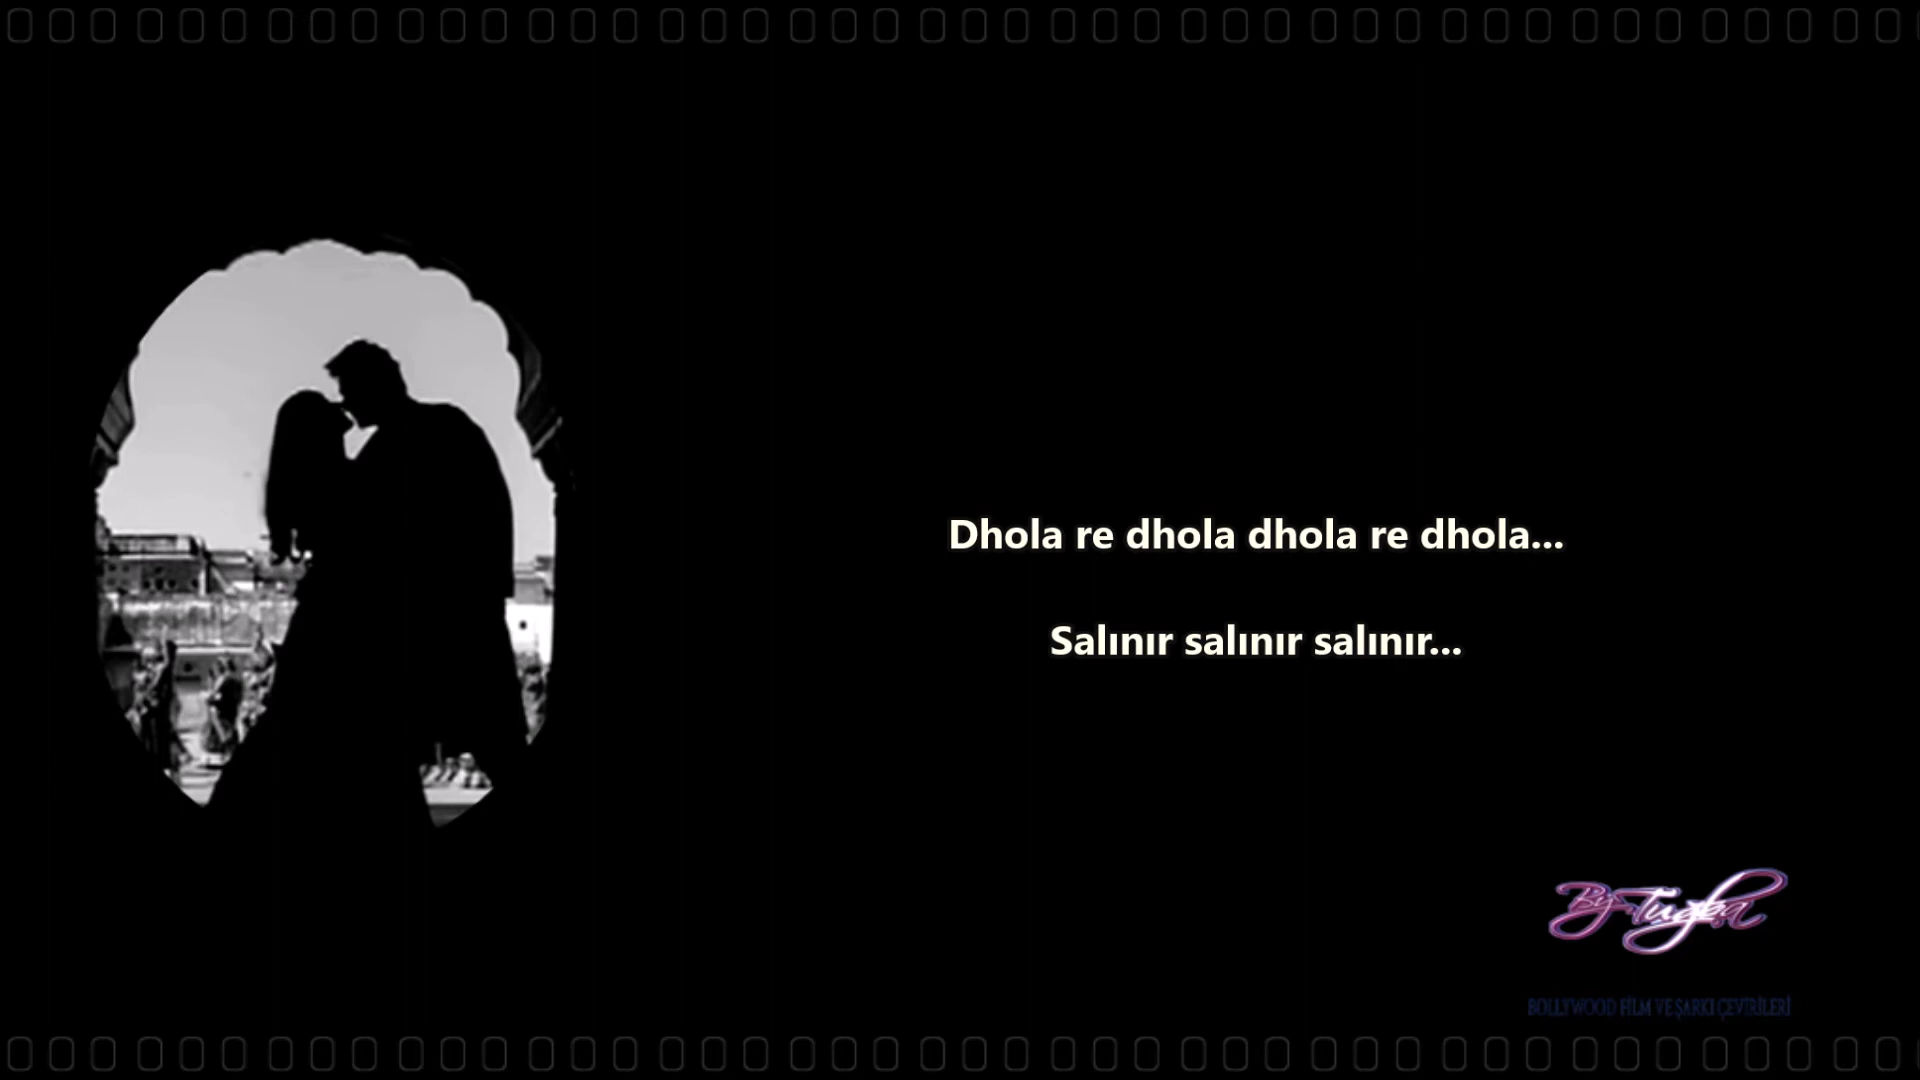 Dhola re dhola dhola re dhola...
Salınır salınır salınır...
By Tuğba
BOLLYWOOD FİLM VE ŞARKI ÇEVİRİLERİ